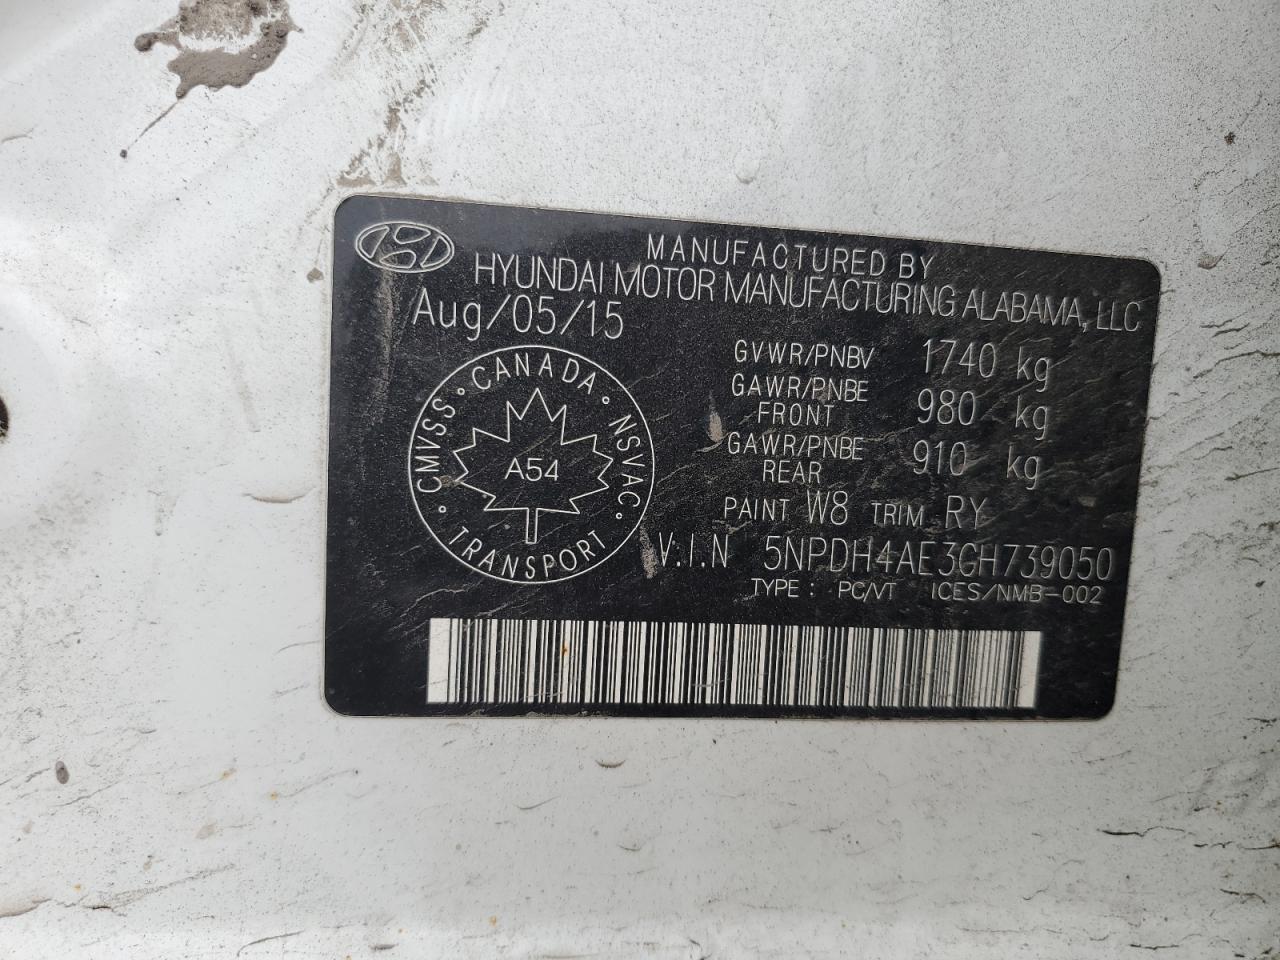 MANUFACTURED BY
HYUNDAI MOTOR MANUFACTURING ALABAMA, LLC
Aug/05/15
GVWR/PNBV 1740 kg
GAWR/PNBE FRONT 980 kg
GAWR/PNBE REAR 910 kg
CANADA · NSVAC · TRANSPORT · CMVSS ·
A54
PAINT W8 TRIM RY
V.I.N 5NPDH4AE3GH739050
TYPE : PC/VT ICES/NMB-002